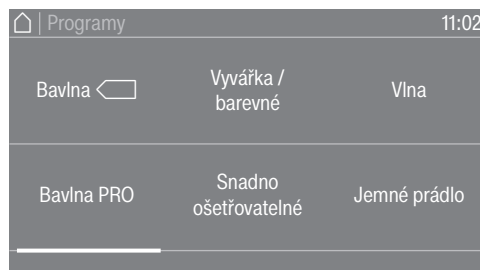 | Programy 11:02
Bavlna
Vyvářka /
barevné
Vlna
Bavlna PRO
Snadno
ošetřovatelné
Jemné prádlo